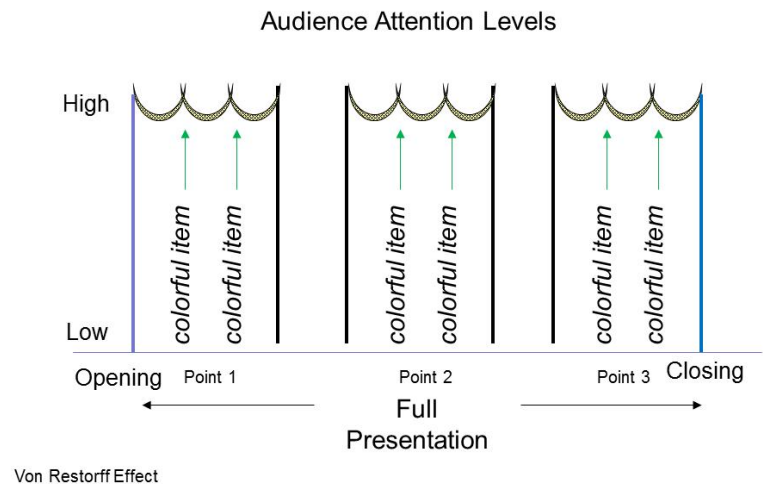 Audience Attention Levels
High
colorful item
colorful item
colorful item
colorful item
colorful item
colorful item
Low
Opening
Point 1
Point 2
Point 3
Closing
Full
Presentation
Von Restorff Effect